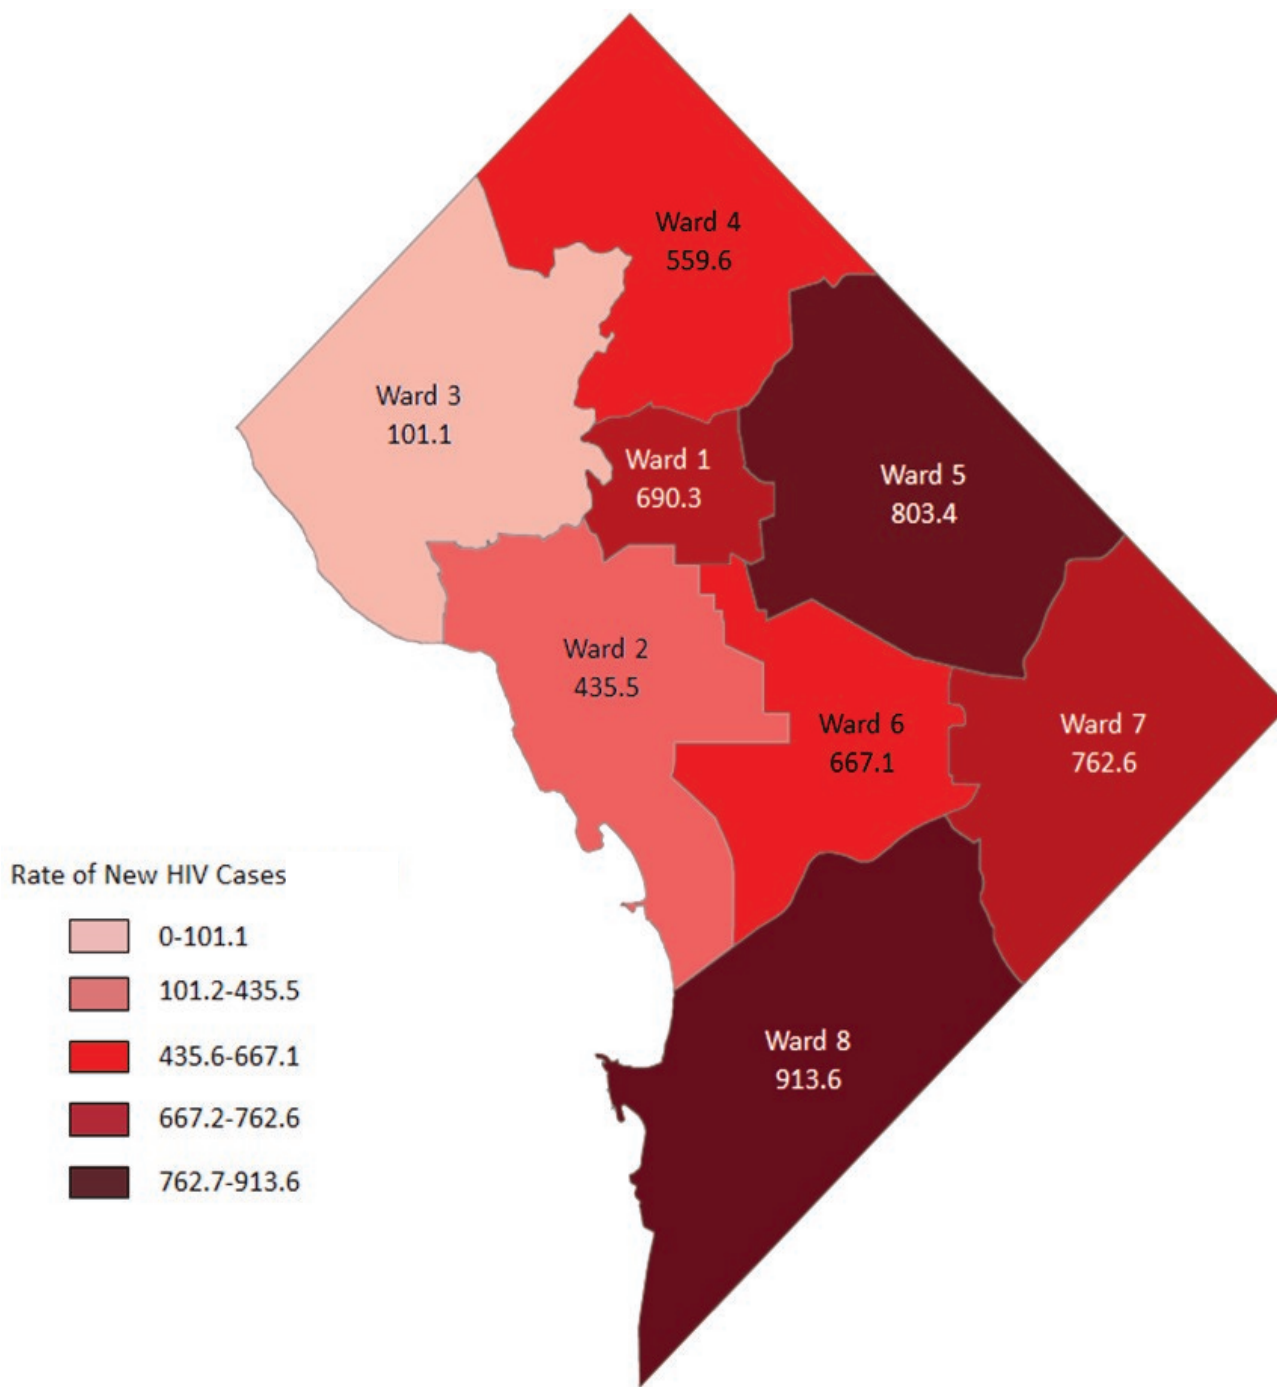 Ward 4
559.6
Ward 3
101.1
Ward 1
690.3
Ward 5
803.4
Ward 2
435.5
Ward 6
667.1
Ward 7
762.6
Rate of New HIV Cases
0-101.1
101.2-435.5
435.6-667.1
667.2-762.6
762.7-913.6
Ward 8
913.6